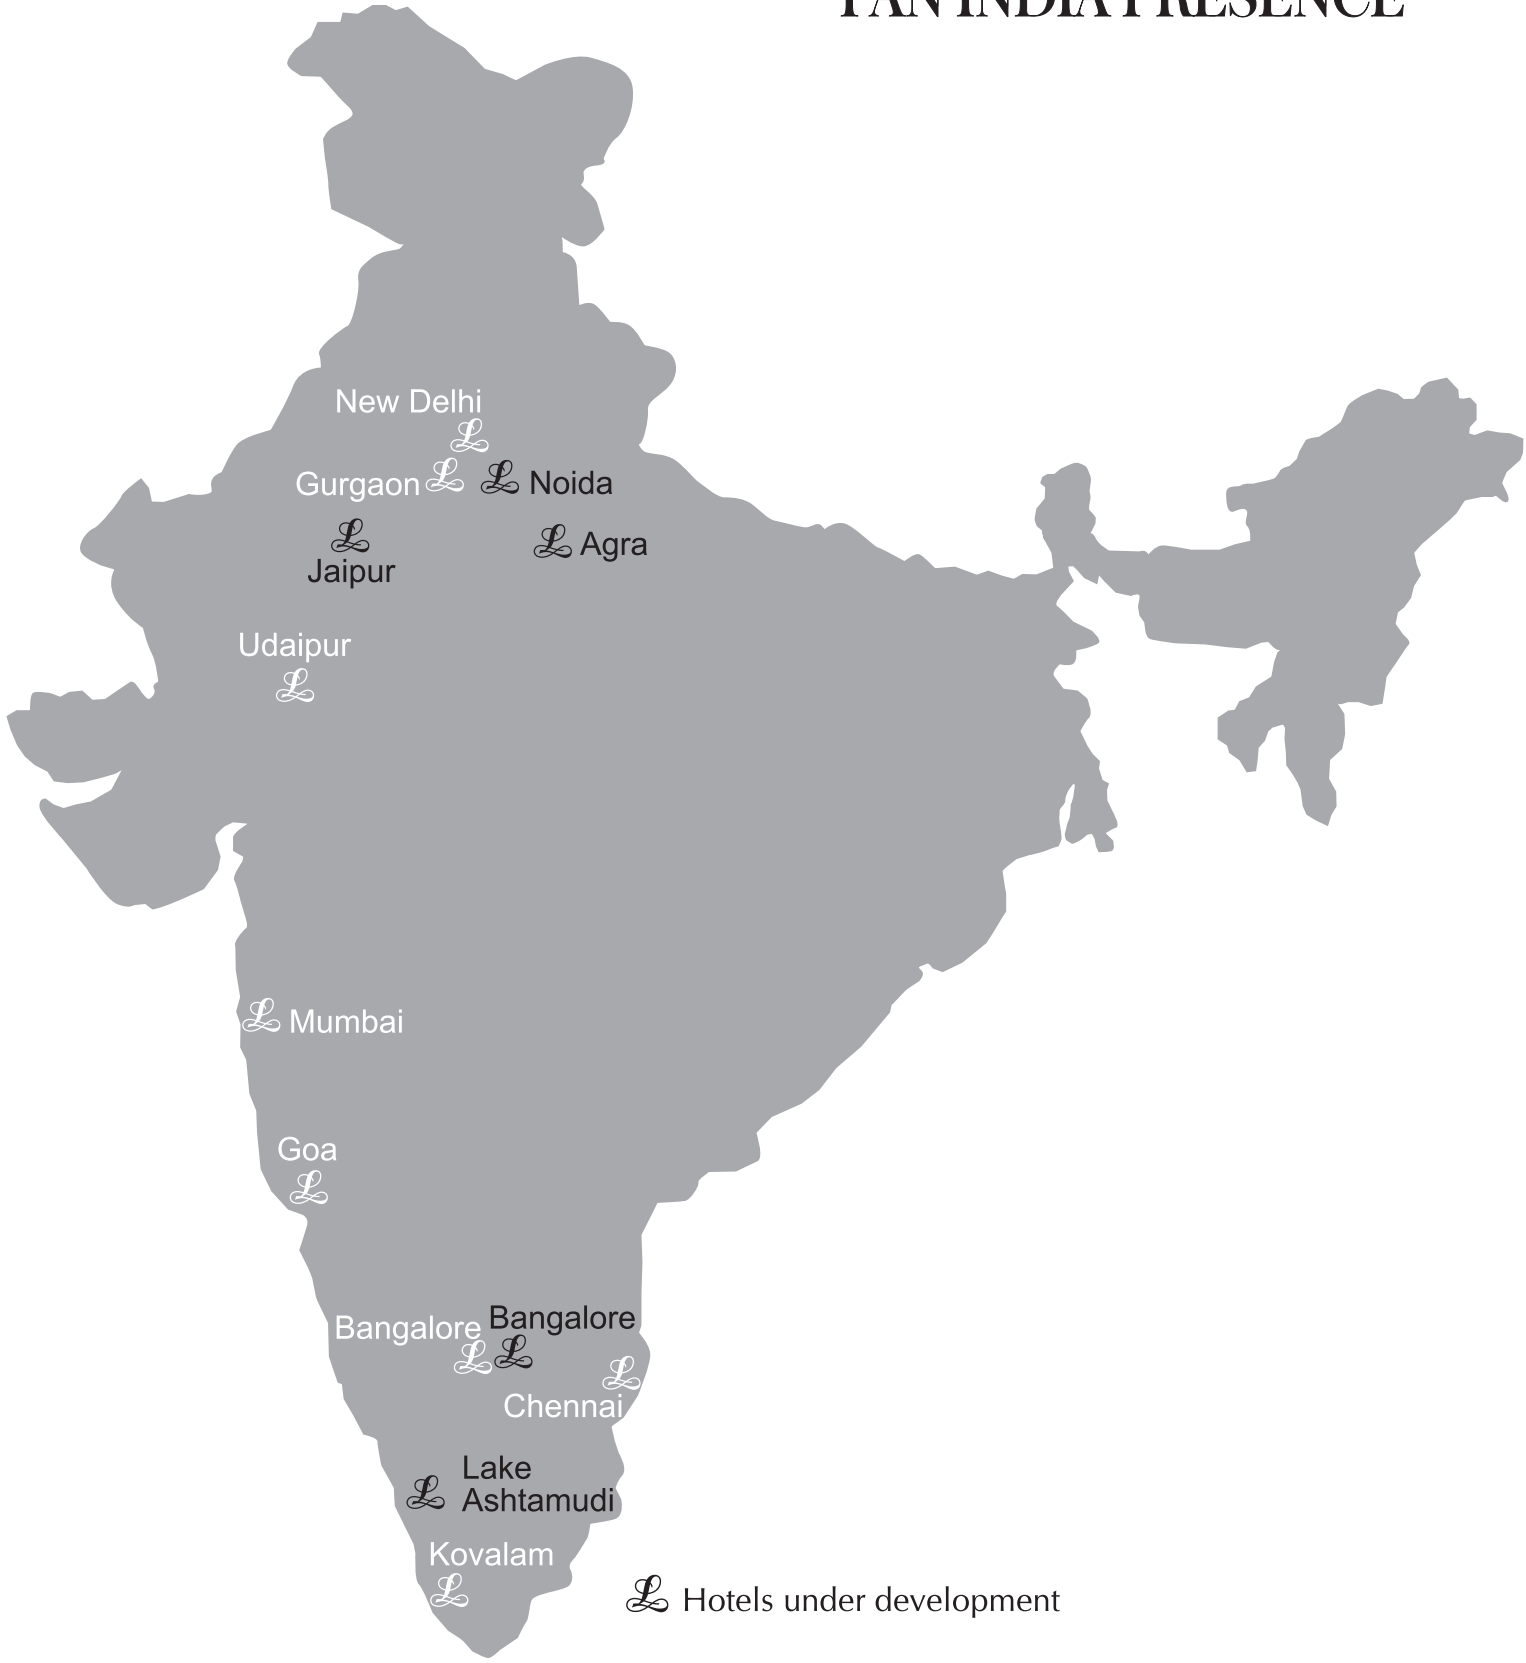 PAN INDIA PRESENCE
New Delhi
Gurgaon
Noida
Jaipur
Agra
Udaipur
Mumbai
Goa
Bangalore
Bangalore
Chennai
Lake
Ashtamudi
Kovalam
Hotels under development